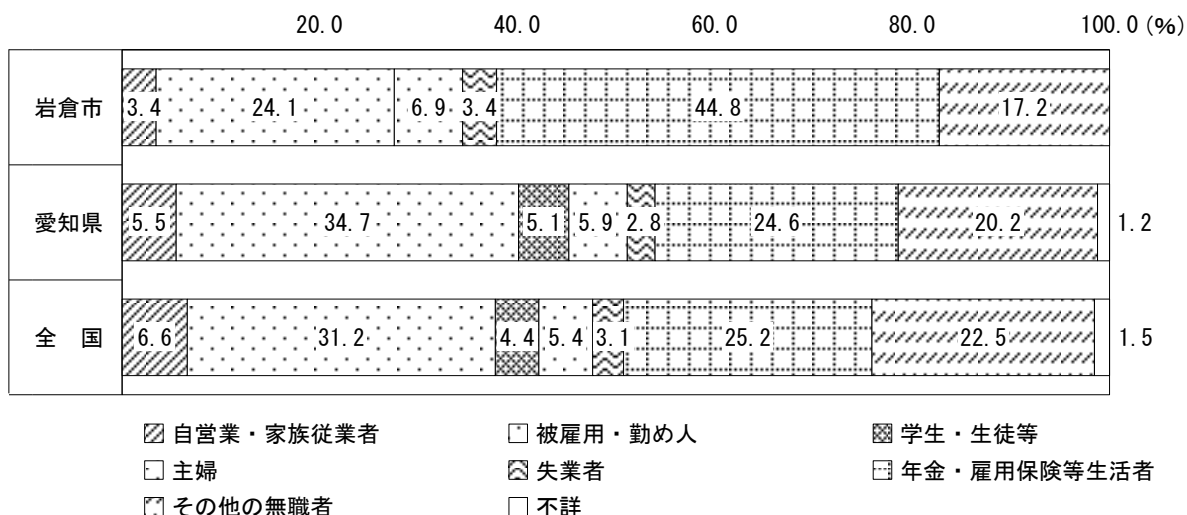 20.0 40.0 60.0 80.0 100.0 (%)
岩倉市 3.4 24.1 6.9 3.4 44.8 17.2
愛知県 5.5 34.7 5.1 5.9 2.8 24.6 20.2 1.2
全 国 6.6 31.2 4.4 5.4 3.1 25.2 22.5 1.5
自営業・家族従業者 被雇用・勤め人 学生・生徒等
主婦 失業者 年金・雇用保険等生活者
その他の無職者 不詳